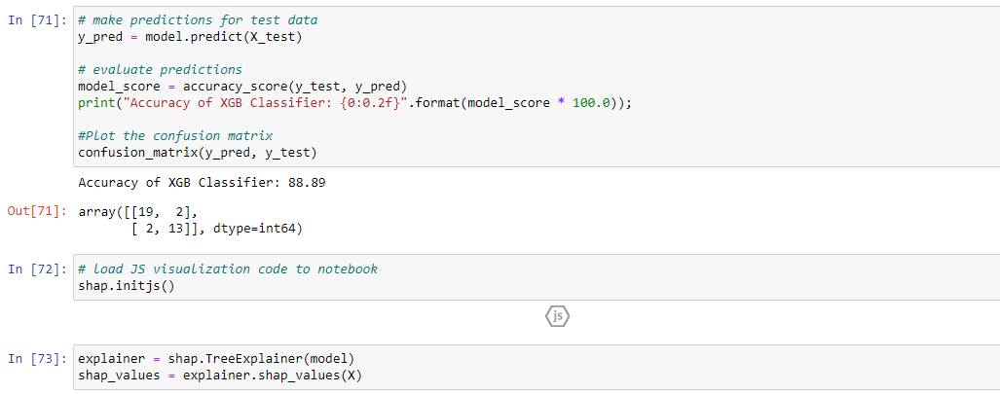 In [71]: # make predictions for test data
y_pred = model.predict(X_test)
# evaluate predictions
model_score = accuracy_score(y_test, y_pred)
print("Accuracy of XGB Classifier: {0:0.2f}".format(model_score * 100.0));
#Plot the confusion matrix
confusion_matrix(y_pred, y_test)
Accuracy of XGB Classifier: 88.89
Out[71]: array([[19,  2],
[ 2, 13]], dtype=int64)
In [72]: # load JS visualization code to notebook
shap.initjs()
js
In [73]: explainer = shap.TreeExplainer(model)
shap_values = explainer.shap_values(X)